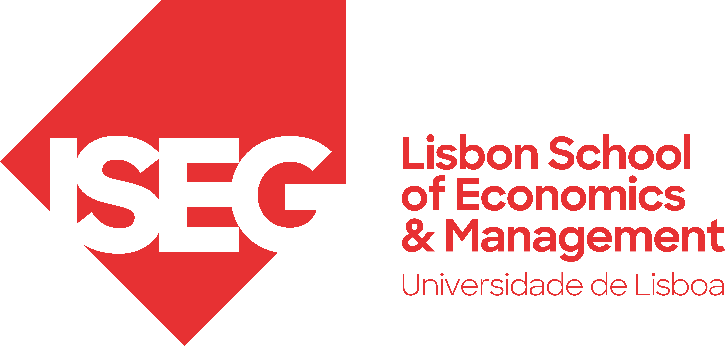 ISEG
Lisbon School
of Economics
& Management
Universidade de Lisboa